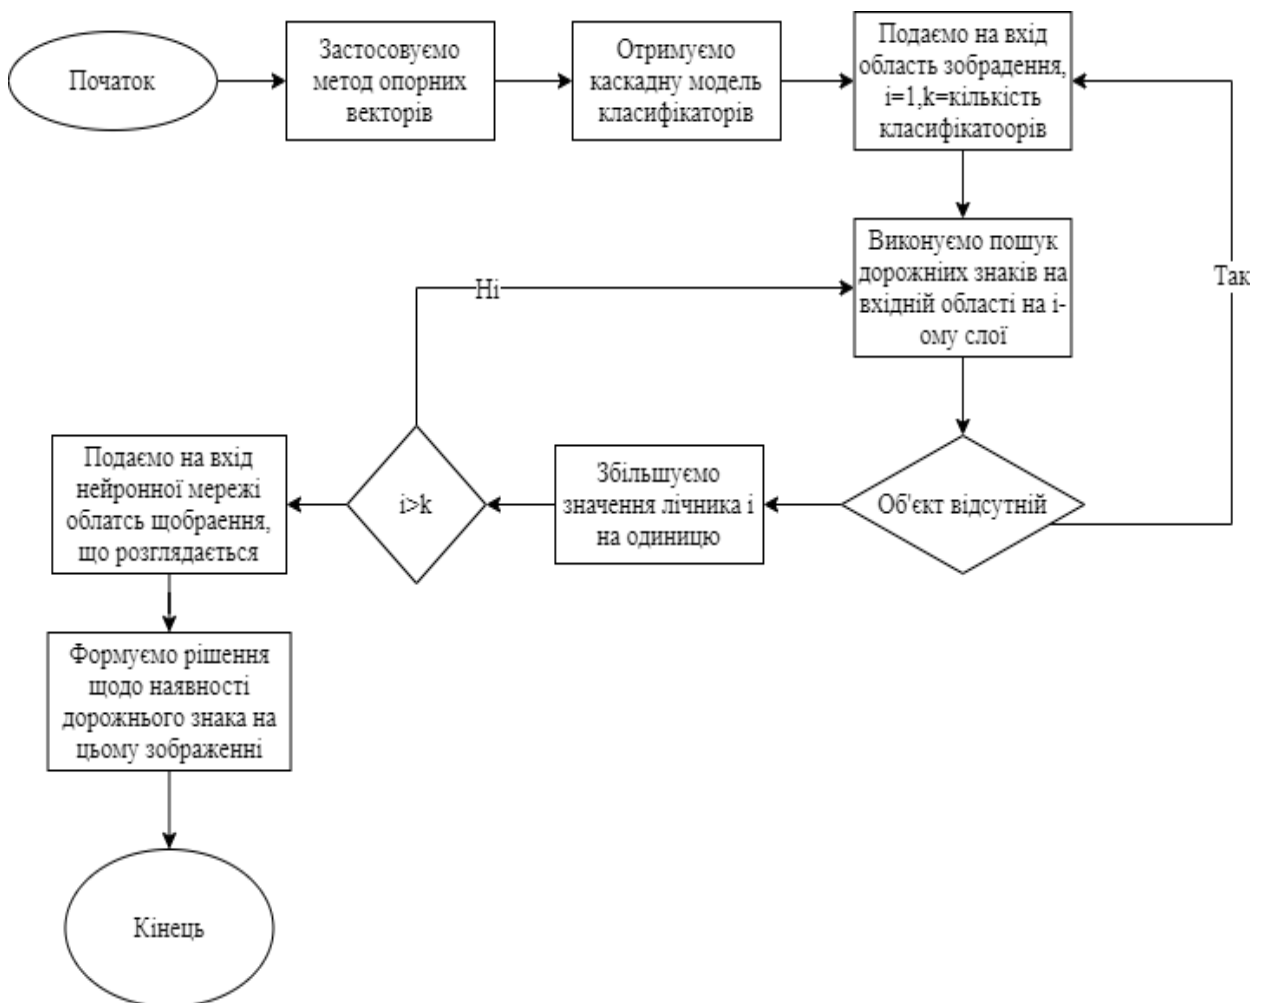 Початок
Застосовуємо
метод опорних
векторів
Отримуємо
каскадну модель
класифікаторів
Подаємо на вхід
область зобрадення,
i=1,k=кількість
класифікатоорів
Виконуємо пошук
дорожніих знаків на
вхідній області на і-
ому слої
Ні
Так
Об'єкт відсутній
Збільшуємо
значення лічника і
на одиницю
i>k
Подаємо на вхід
нейронної мережі
облатсь щобраення,
що розглядається
Формуємо рішення
щодо наявності
дорожнього знака на
цьому зображенні
Кінець